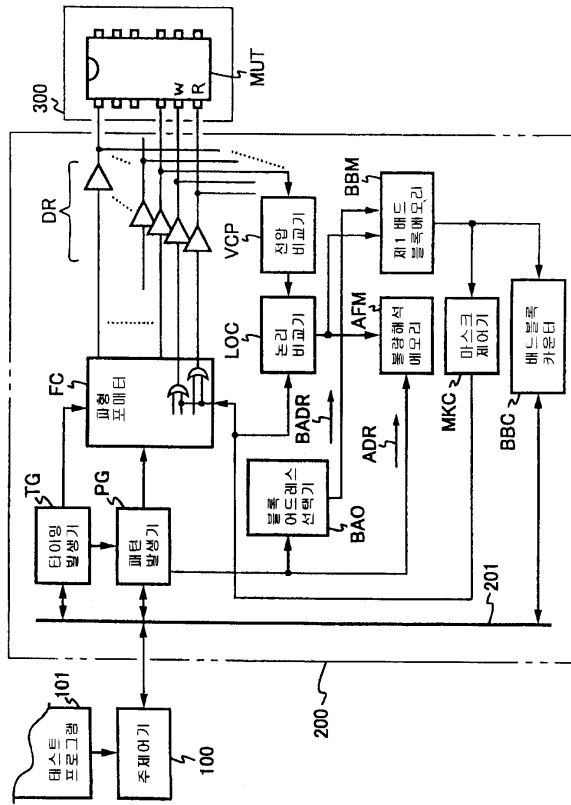 300
MUT
W
R
DR
VCP
전압
비교기
LOC
논리
비교기
BBM
제1 배드
블록메모리
AFM
불량해석
메모리
FC
파형
포매터
BADR
ADR
MKC
마스크
제어기
BBC
배드블록
카운터
TG
타이밍
발생기
PG
패턴
발생기
블록
어드레스
선택기
BAO
201
200
101
테스트
프로그램
주제어기
100